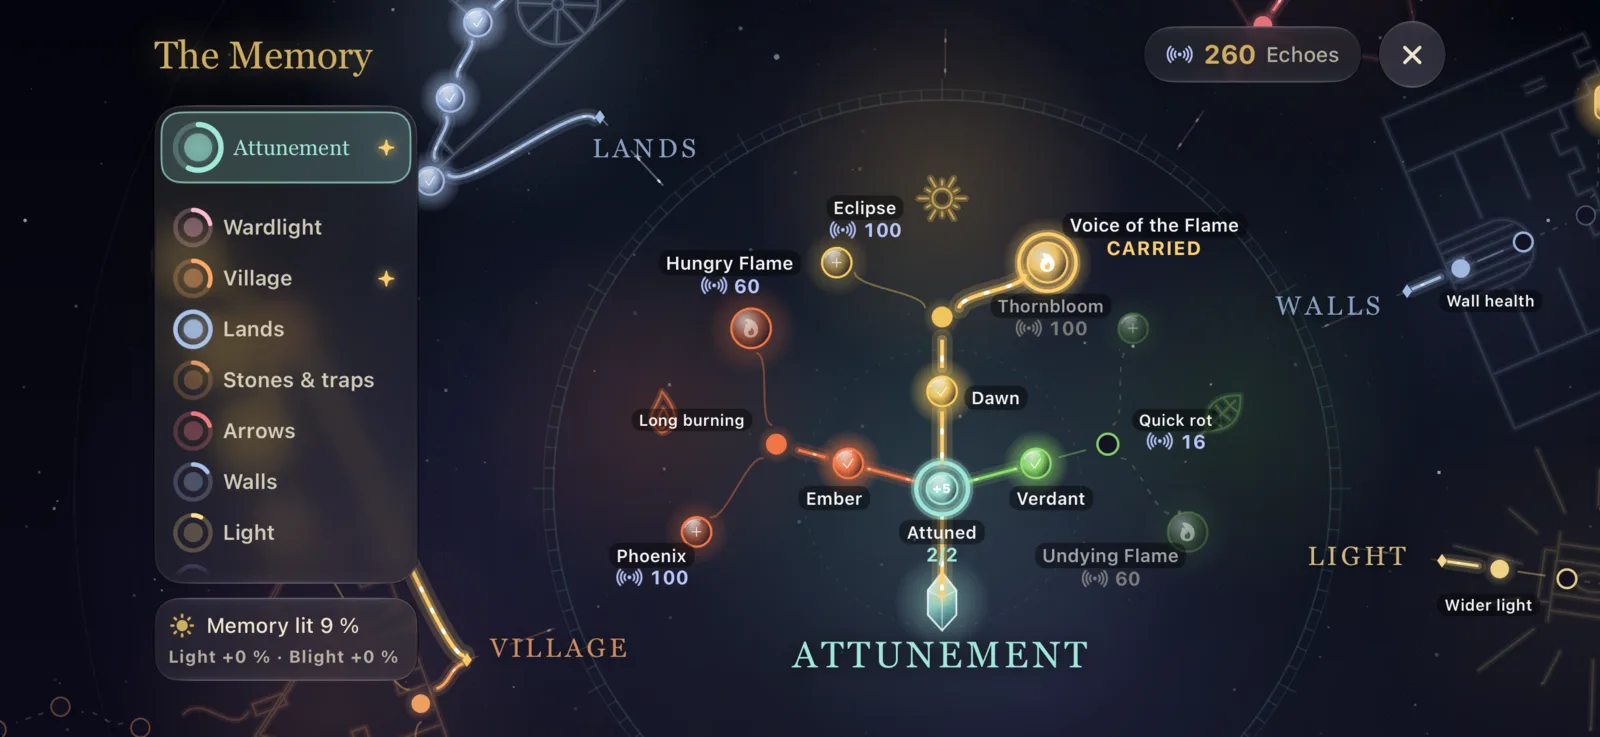 The Memory
260 Echoes
Attunement
Wardlight
Village
Lands
Stones & traps
Arrows
Walls
Light
Memory lit 9 %
Light +0 % · Blight +0 %
LANDS
VILLAGE
Eclipse
100
Voice of the Flame
CARRIED
Hungry Flame
60
Thornbloom
100
Dawn
Long burning
Quick rot
16
Ember
+5
Verdant
Attuned
2/2
Phoenix
100
Undying Flame
60
ATTUNEMENT
WALLS
Wall health
LIGHT
Wider light